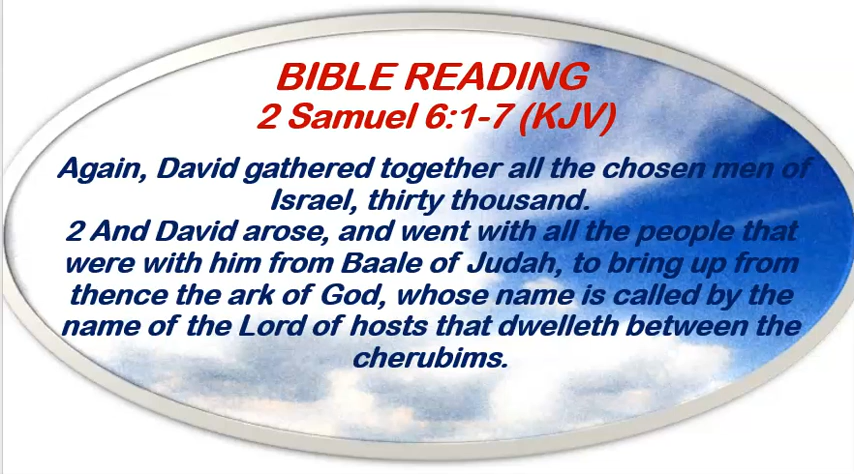 BIBLE READING
2 Samuel 6:1-7 (KJV)
Again, David gathered together all the chosen men of
Israel, thirty thousand.
2 And David arose, and went with all the people that
were with him from Baale of Judah, to bring up from
thence the ark of God, whose name is called by the
name of the Lord of hosts that dwelleth between the
cherubims.